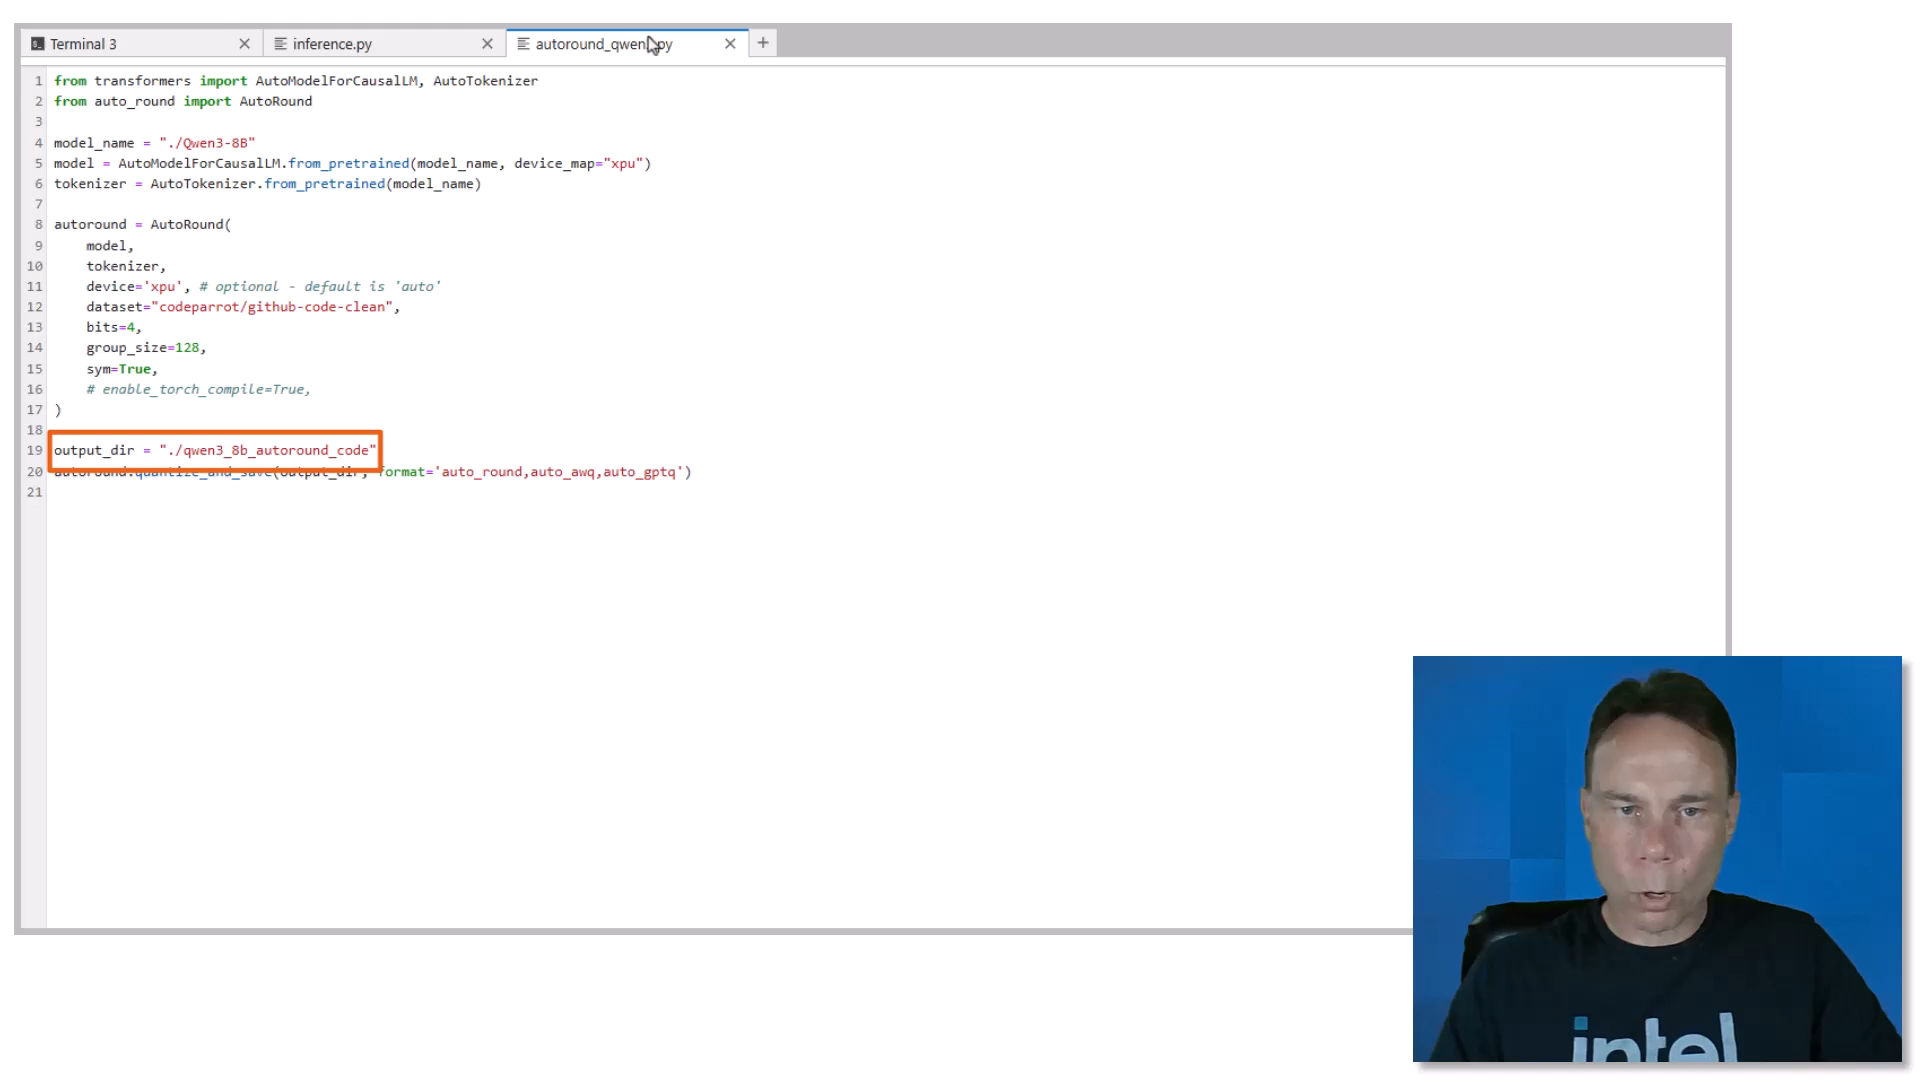 Terminal 3
inference.py
autoround_qwen.py
1 from transformers import AutoModelForCausalLM, AutoTokenizer
2 from auto_round import AutoRound
3
4 model_name = "./Qwen3-8B"
5 model = AutoModelForCausalLM.from_pretrained(model_name, device_map="xpu")
6 tokenizer = AutoTokenizer.from_pretrained(model_name)
7
8 autoround = AutoRound(
9 model,
10 tokenizer,
11 device='xpu', # optional - default is 'auto'
12 dataset="codeparrot/github-code-clean",
13 bits=4,
14 group_size=128,
15 sym=True,
16 # enable_torch_compile=True,
17 )
18
19 output_dir = "./qwen3_8b_autoround_code"
20 autoround.quantize_and_save(output_dir, format='auto_round,auto_awq,auto_gptq')
21
intel